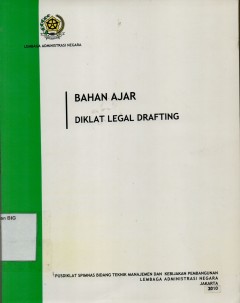 LEMBAGA ADMINISTRASI NEGARA
BAHAN AJAR
DIKLAT LEGAL DRAFTING
PUSDIKLAT SPIMNAS BIDANG TEKNIK MANAJEMEN DAN KEBIJAKAN PEMBANGUNAN
LEMBAGA ADMINISTRASI NEGARA
JAKARTA
2010